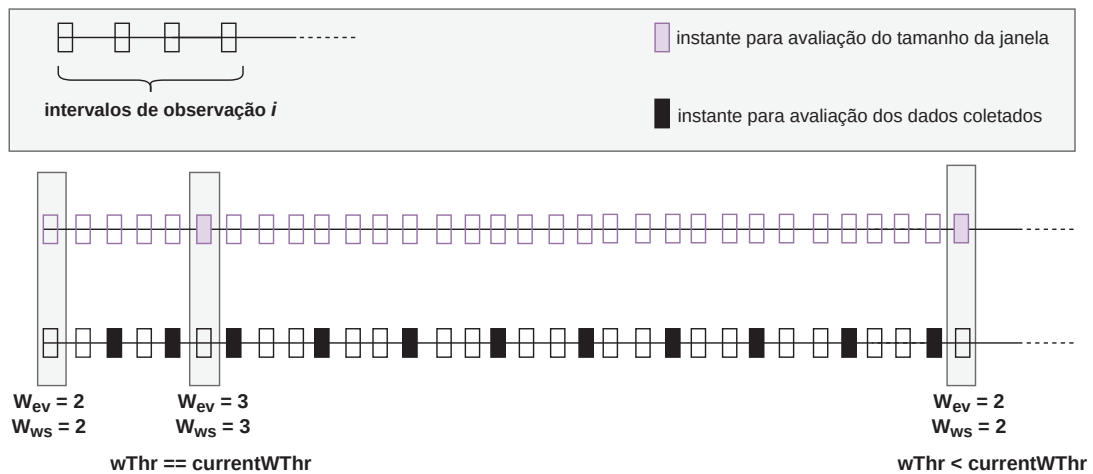 instante para avaliação do tamanho da janela
intervalos de observação i
instante para avaliação dos dados coletados
Wev = 2
Wws = 2
Wev = 3
Wws = 3
Wev = 2
Wws = 2
wThr == currentWThr
wThr < currentWThr